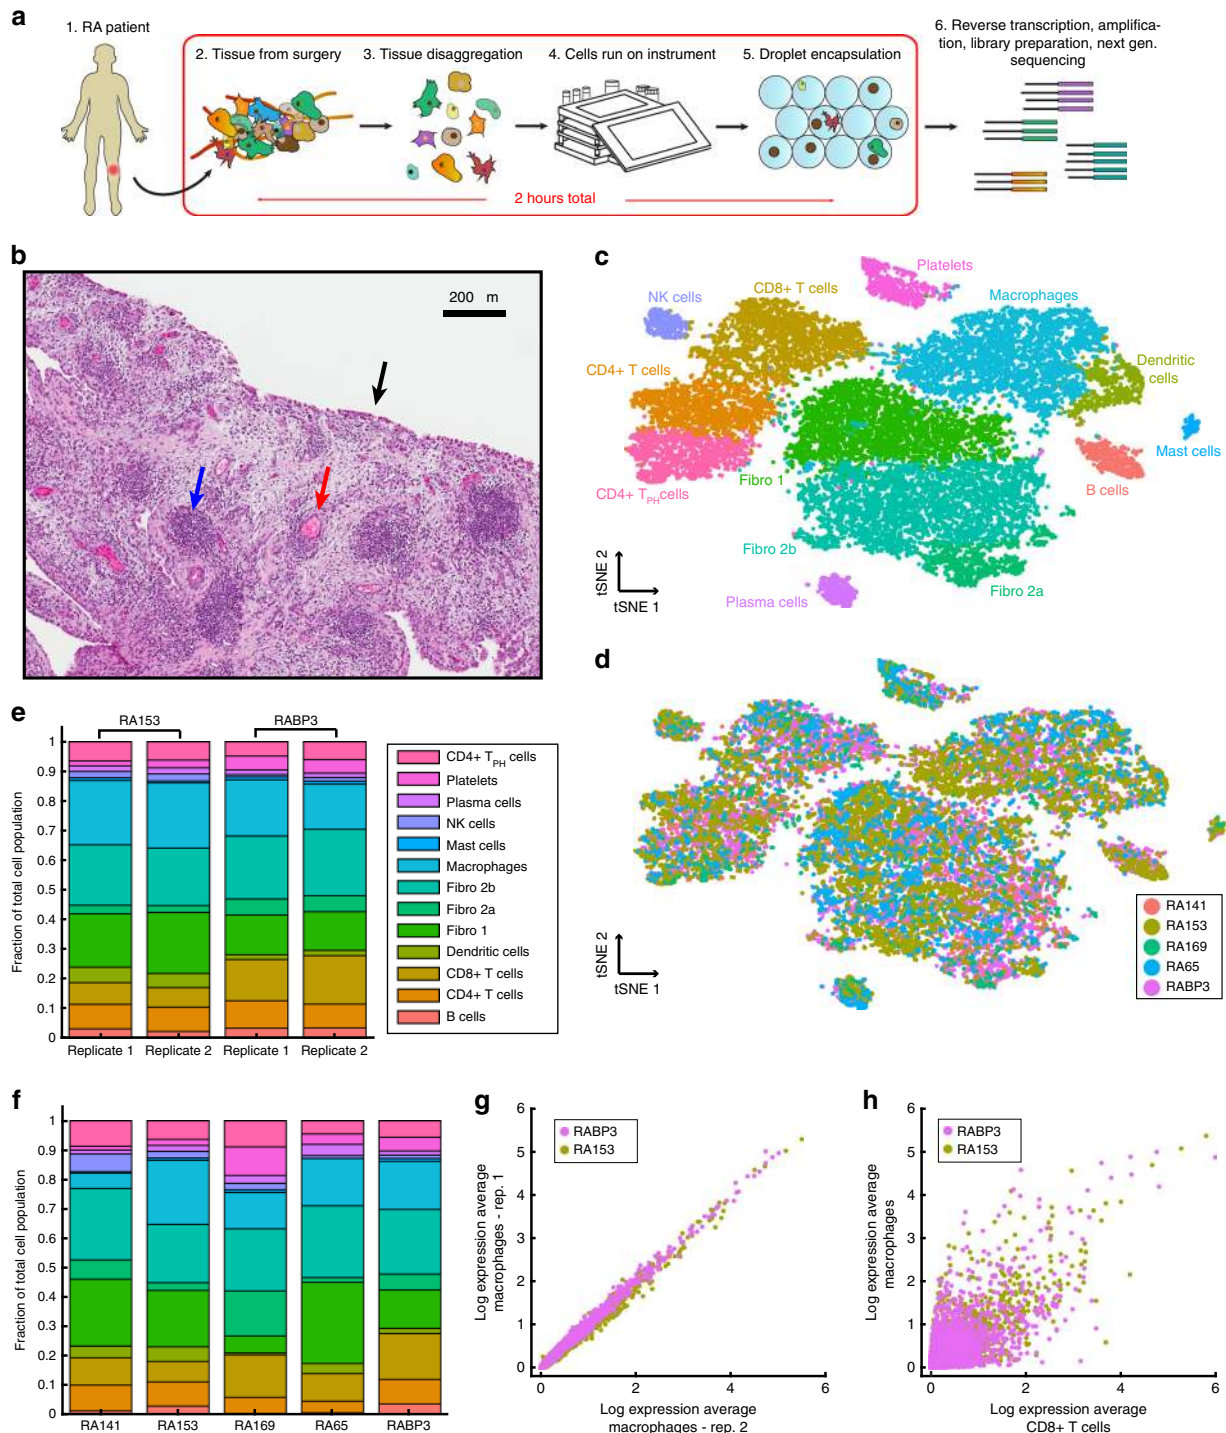 a
1. RA patient
2. Tissue from surgery
3. Tissue disaggregation
4. Cells run on instrument
5. Droplet encapsulation
6. Reverse transcription, amplifica-
tion, library preparation, next gen.
sequencing
2 hours total
b
200 m
c
Platelets
NK cells
CD8+ T cells
Macrophages
CD4+ T cells
Dendritic
cells
Mast cells
B cells
CD4+ TPH cells
Fibro 1
Fibro 2b
Fibro 2a
Plasma cells
tSNE 2
tSNE 1
d
RA141
RA153
RA169
RA65
RABP3
tSNE 2
tSNE 1
e
RA153
RABP3
Fraction of total cell population
1
0.9
0.8
0.7
0.6
0.5
0.4
0.3
0.2
0.1
0
Replicate 1 Replicate 2 Replicate 1 Replicate 2
CD4+ TPH cells
Platelets
Plasma cells
NK cells
Mast cells
Macrophages
Fibro 2b
Fibro 2a
Fibro 1
Dendritic cells
CD8+ T cells
CD4+ T cells
B cells
f
Fraction of total cell population
1
0.9
0.8
0.7
0.6
0.5
0.4
0.3
0.2
0.1
0
RA141 RA153 RA169 RA65 RABP3
g
RABP3
RA153
Log expression average
macrophages - rep. 1
6
5
4
3
2
1
0
0 2 4 6
Log expression average
macrophages - rep. 2
h
RABP3
RA153
Log expression average
macrophages
6
5
4
3
2
1
0
0 2 4 6
Log expression average
CD8+ T cells